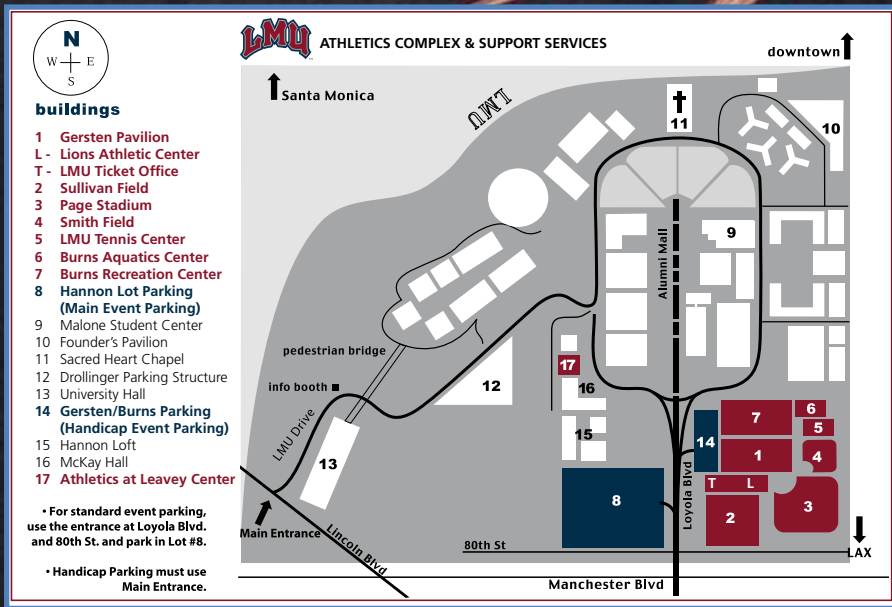 N
W E
S
LMU ATHLETICS COMPLEX & SUPPORT SERVICES
downtown
Santa Monica
LMU
buildings
1 Gersten Pavilion
L - Lions Athletic Center
T - LMU Ticket Office
2 Sullivan Field
3 Page Stadium
4 Smith Field
5 LMU Tennis Center
6 Burns Aquatics Center
7 Burns Recreation Center
8 Hannon Lot Parking
(Main Event Parking)
9 Malone Student Center
10 Founder's Pavilion
11 Sacred Heart Chapel
12 Drollinger Parking Structure
13 University Hall
14 Gersten/Burns Parking
(Handicap Event Parking)
15 Hannon Loft
16 McKay Hall
17 Athletics at Leavey Center
• For standard event parking,
use the entrance at Loyola Blvd.
and 80th St. and park in Lot #8.
• Handicap Parking must use
Main Entrance.
11
10
9
Alumni Mall
pedestrian bridge
info booth
LMU Drive
12
17
16
15
13
14
7
6
5
1
4
T L
8
2
3
Loyola Blvd
Main Entrance
Lincoln Blvd
80th St
LAX
Manchester Blvd